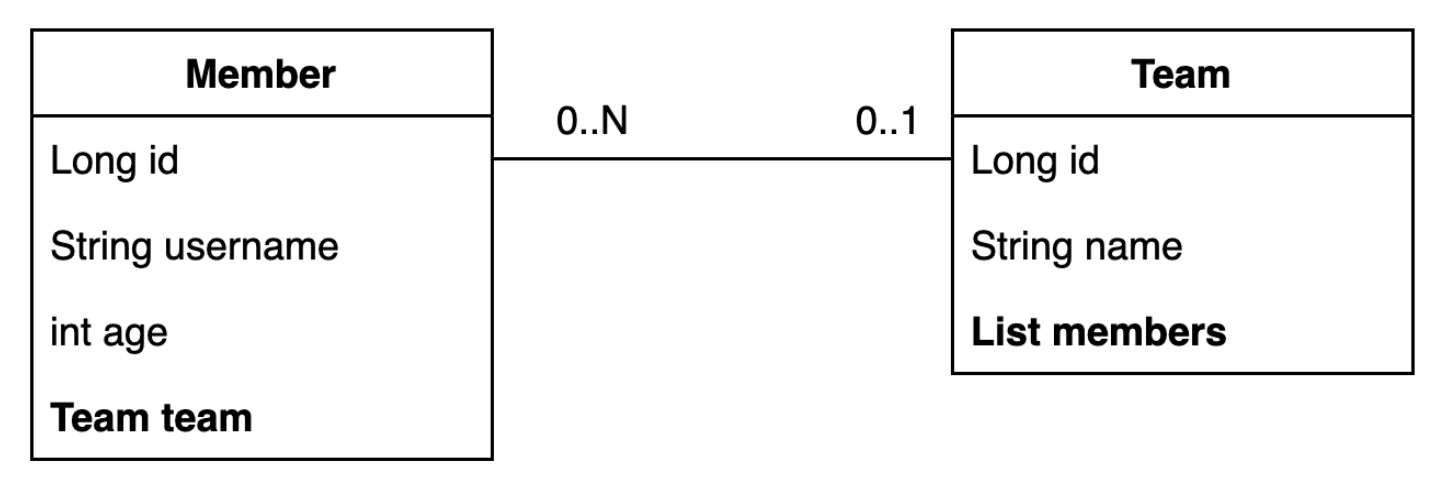 Member
Long id
String username
int age
Team team
0..N
0..1
Team
Long id
String name
List members